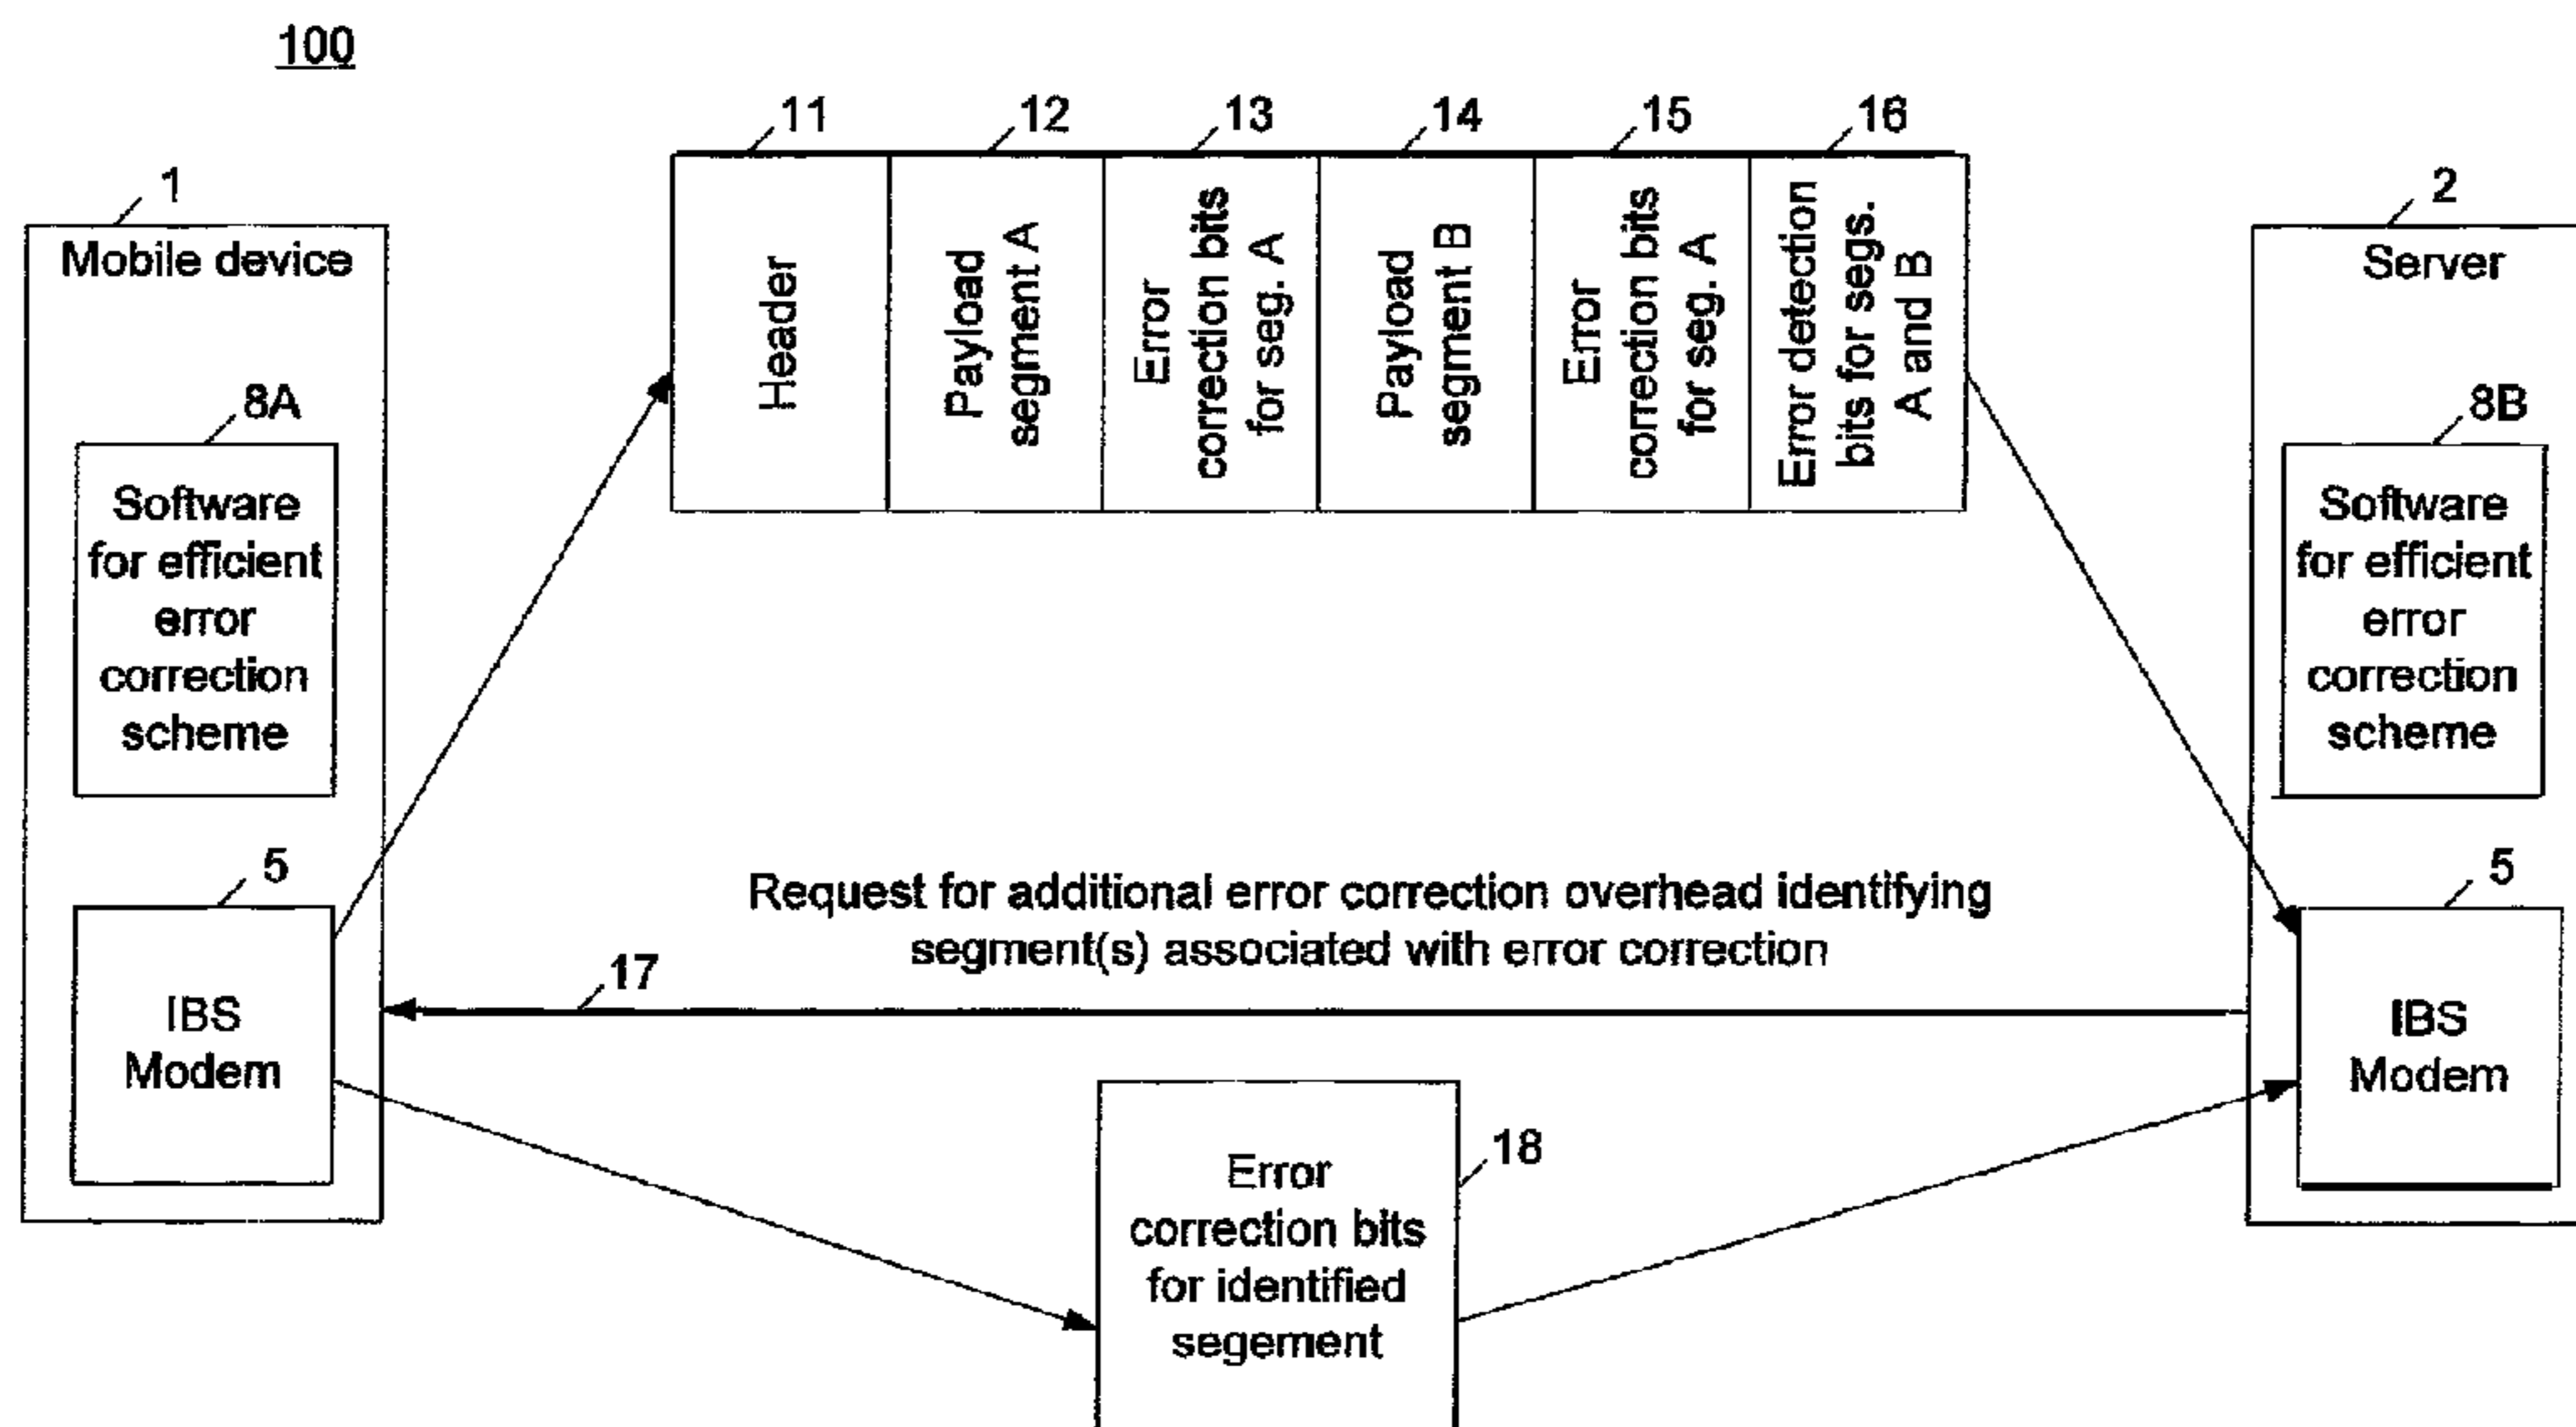 100
11
12
13
14
15
16
1
Mobile device
2
Server
Header
Payload
segment A
Error
correction bits
for seg. A
Payload
segment B
Error
correction bits
for seg. A
Error detection
bits for segs.
A and B
8A
Software
for efficient
error
correction
scheme
8B
Software
for efficient
error
correction
scheme
5
IBS
Modem
Request for additional error correction overhead identifying
segment(s) associated with error correction
17
5
IBS
Modem
18
Error
correction bits
for identified
segement